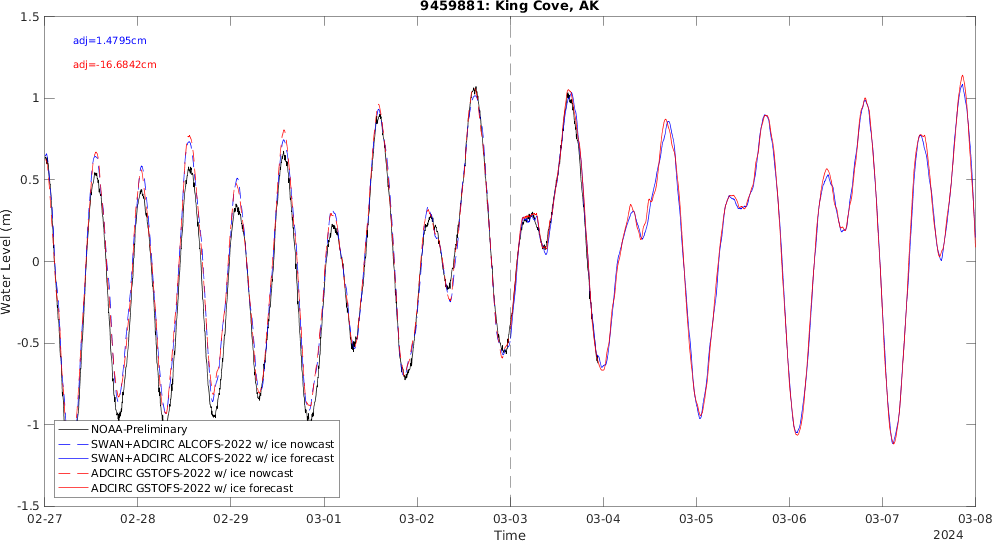 9459881: King Cove, AK
1.5
adj=1.4795cm
adj=-16.6842cm
1
0.5
0
-0.5
-1
-1.5
Water Level (m)
NOAA-Preliminary
SWAN+ADCIRC ALCOFS-2022 w/ ice nowcast
SWAN+ADCIRC ALCOFS-2022 w/ ice forecast
ADCIRC GSTOFS-2022 w/ ice nowcast
ADCIRC GSTOFS-2022 w/ ice forecast
02-27 02-28 02-29 03-01 03-02 03-03 03-04 03-05 03-06 03-07 03-08
Time
2024